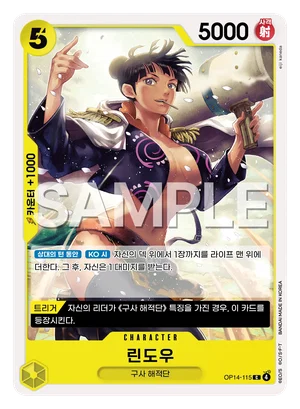 5
5000
사격
射
카운터 +1000
SAMPLE
상대의 턴 동안 KO 시 자신의 덱 위에서 1장까지를 라이프 맨 위에
더한다. 그 후, 자신은 1 대미지를 받는다.
트리거 자신의 리더가 《구사 해적단》 특징을 가진 경우, 이 카드를
등장시킨다.
CHARACTER
린도우
구사 해적단
OP14-115 C
BANDAI MADE IN KOREA